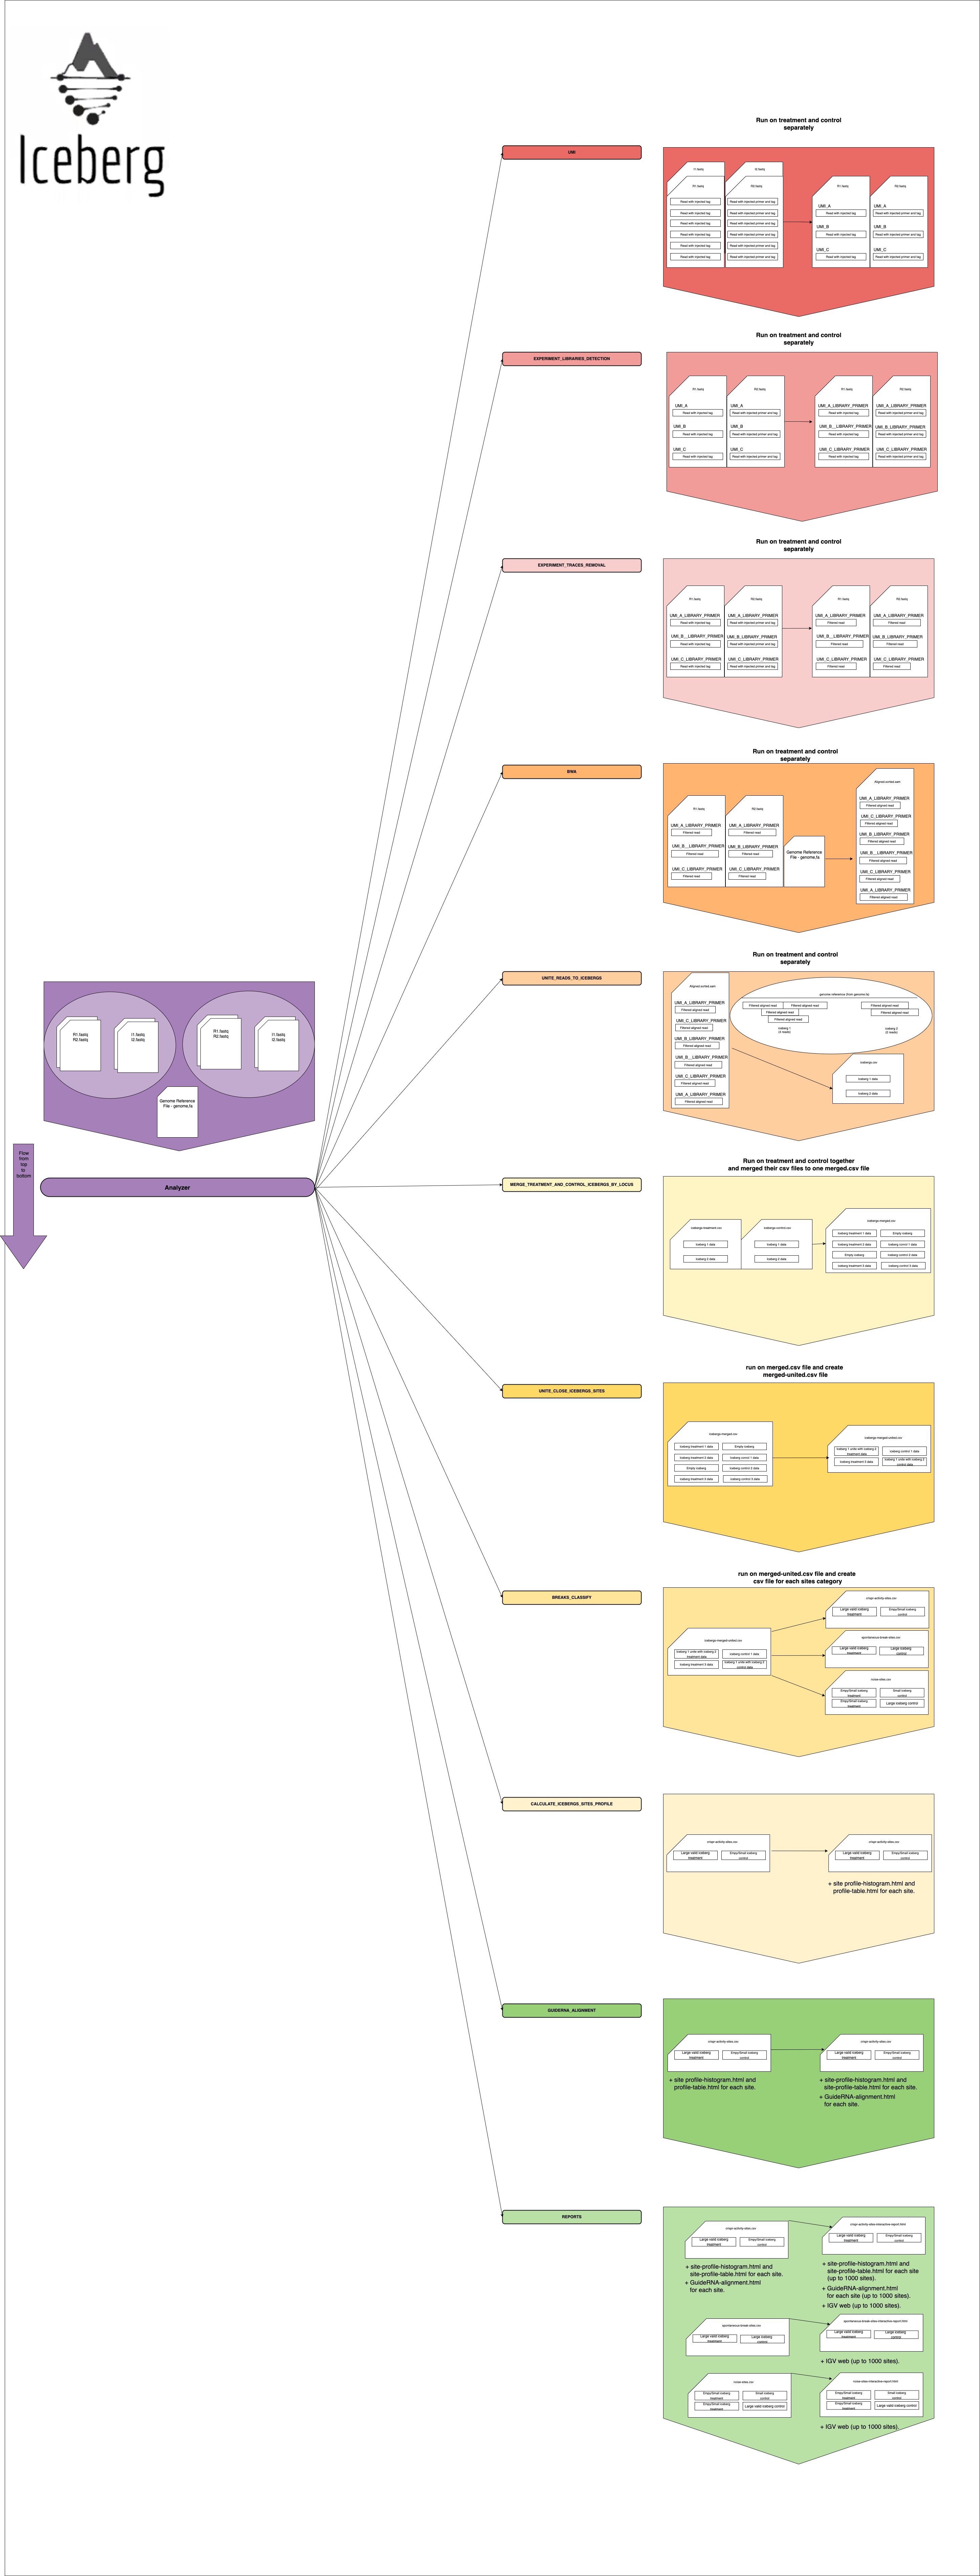 Iceberg
R1.fastq
R2.fastq
I1.fastq
I2.fastq
R1.fastq
R2.fastq
I1.fastq
I2.fastq
Genome Reference
File - genome.fa
Flow
from
top
to
bottom
Analyzer
UMI
Run on treatment and control
separately
I1.fastq
I2.fastq
R1.fastq
R2.fastq
Read with injected tag
Read with injected primer and tag
Read with injected tag
Read with injected primer and tag
Read with injected tag
Read with injected primer and tag
Read with injected tag
Read with injected primer and tag
Read with injected tag
Read with injected primer and tag
Read with injected tag
Read with injected primer and tag
R1.fastq
R2.fastq
UMI_A
UMI_A
Read with injected tag
Read with injected primer and tag
UMI_B
UMI_B
Read with injected tag
Read with injected primer and tag
UMI_C
UMI_C
Read with injected tag
Read with injected primer and tag
EXPERIMENT_LIBRARIES_DETECTION
Run on treatment and control
separately
R1.fastq
R2.fastq
UMI_A
UMI_A
Read with injected tag
Read with injected primer and tag
UMI_B
UMI_B
Read with injected tag
Read with injected primer and tag
UMI_C
UMI_C
Read with injected tag
Read with injected primer and tag
R1.fastq
R2.fastq
UMI_A_LIBRARY_PRIMER
UMI_A_LIBRARY_PRIMER
Read with injected tag
Read with injected primer and tag
UMI_B_ LIBRARY_PRIMER
UMI_B_LIBRARY_PRIMER
Read with injected tag
Read with injected primer and tag
UMI_C_LIBRARY_PRIMER
UMI_C_LIBRARY_PRIMER
Read with injected tag
Read with injected primer and tag
EXPERIMENT_TRACES_REMOVAL
Run on treatment and control
separately
R1.fastq
R2.fastq
UMI_A_LIBRARY_PRIMER
UMI_A_LIBRARY_PRIMER
Read with injected tag
Read with injected primer and tag
UMI_B_ LIBRARY_PRIMER
UMI_B_LIBRARY_PRIMER
Read with injected tag
Read with injected primer and tag
UMI_C_LIBRARY_PRIMER
UMI_C_LIBRARY_PRIMER
Read with injected tag
Read with injected primer and tag
R1.fastq
R2.fastq
UMI_A_LIBRARY_PRIMER
UMI_A_LIBRARY_PRIMER
Filtered read
Filtered read
UMI_B_ LIBRARY_PRIMER
UMI_B_LIBRARY_PRIMER
Filtered read
Filtered read
UMI_C_LIBRARY_PRIMER
UMI_C_LIBRARY_PRIMER
Filtered read
Filtered read
BWA
Run on treatment and control
separately
R1.fastq
R2.fastq
UMI_A_LIBRARY_PRIMER
UMI_A_LIBRARY_PRIMER
Filtered read
Filtered read
UMI_B_ LIBRARY_PRIMER
UMI_B_LIBRARY_PRIMER
Filtered read
Filtered read
UMI_C_LIBRARY_PRIMER
UMI_C_LIBRARY_PRIMER
Filtered read
Filtered read
Genome Reference
File - genome.fa
Aligned-sorted.sam
UMI_A_LIBRARY_PRIMER
Filtered aligned read
UMI_C_LIBRARY_PRIMER
Filtered aligned read
UMI_B_LIBRARY_PRIMER
Filtered aligned read
UMI_B_ LIBRARY_PRIMER
Filtered aligned read
UMI_C_LIBRARY_PRIMER
Filtered aligned read
UMI_A_LIBRARY_PRIMER
Filtered aligned read
UNITE_READS_TO_ICEBERGS
Run on treatment and control
separately
Aligned-sorted.sam
UMI_A_LIBRARY_PRIMER
Filtered aligned read
UMI_C_LIBRARY_PRIMER
Filtered aligned read
UMI_B_LIBRARY_PRIMER
Filtered aligned read
UMI_B_ LIBRARY_PRIMER
Filtered aligned read
UMI_C_LIBRARY_PRIMER
Filtered aligned read
UMI_A_LIBRARY_PRIMER
Filtered aligned read
genome reference (from genome.fa)
Filtered aligned read
Filtered aligned read
Filtered aligned read
Filtered aligned read
Filtered aligned read
Filtered aligned read
Iceberg 1
(4 reads)
Iceberg 2
(2 reads)
icebergs.csv
Iceberg 1 data
Iceberg 2 data
MERGE_TREATMENT_AND_CONTROL_ICEBERGS_BY_LOCUS
Run on treatment and control together
and merged their csv files to one merged.csv file
icebergs-treatment.csv
icebergs-control.csv
Iceberg 1 data
Iceberg 1 data
Iceberg 2 data
Iceberg 2 data
icebergs-merged.csv
Iceberg treatment 1 data
Empty iceberg
Iceberg treatment 2 data
Iceberg conrol 1 data
Empty iceberg
Iceberg control 2 data
Iceberg treatment 3 data
Iceberg control 3 data
UNITE_CLOSE_ICEBERGS_SITES
run on merged.csv file and create
merged-united.csv file
icebergs-merged.csv
Iceberg treatment 1 data
Empty iceberg
Iceberg treatment 2 data
Iceberg conrol 1 data
Empty iceberg
Iceberg control 2 data
Iceberg treatment 3 data
Iceberg control 3 data
icebergs-merged-united.csv
Iceberg 1 unite with iceberg 2
treatment data
Iceberg control 1 data
Iceberg treatment 3 data
Iceberg 1 unite with iceberg 2
control data
BREAKS_CLASSIFY
run on merged-united.csv file and create
csv file for each sites category
icebergs-merged-united.csv
Iceberg 1 unite with iceberg 2
treatment data
Iceberg control 1 data
Iceberg treatment 3 data
Iceberg 1 unite with iceberg 2
control data
crispr-activity-sites.csv
Large valid iceberg
treatment
Empy/Small iceberg
control
spontaneous-break-sites.csv
Large valid iceberg
treatment
Large iceberg
control
noise-sites.csv
Empy/Small iceberg
treatment
Small iceberg
control
Empy/Small iceberg
treatment
Large iceberg control
CALCULATE_ICEBERGS_SITES_PROFILE
crispr-activity-sites.csv
Large valid iceberg
treatment
Empy/Small iceberg
control
crispr-activity-sites.csv
Large valid iceberg
treatment
Empy/Small iceberg
control
+ site profile-histogram.html and
profile-table.html for each site.
GUIDERNA_ALIGNMENT
crispr-activity-sites.csv
Large valid iceberg
treatment
Empy/Small iceberg
control
+ site profile-histogram.html and
profile-table.html for each site.
crispr-activity-sites.csv
Large valid iceberg
treatment
Empy/Small iceberg
control
+ site-profile-histogram.html and
site-profile-table.html for each site.
+ GuideRNA-alignment.html
for each site.
REPORTS
crispr-activity-sites.csv
Large valid iceberg
treatment
Empy/Small iceberg
control
+ site-profile-histogram.html and
site-profile-table.html for each site.
+ GuideRNA-alignment.html
for each site.
crispr-activity-sites-interactive-report.html
Large valid iceberg
treatment
Empy/Small iceberg
control
+ site-profile-histogram.html and
site-profile-table.html for each site
(up to 1000 sites).
+ GuideRNA-alignment.html
for each site (up to 1000 sites).
+ IGV web (up to 1000 sites).
spontaneous-break-sites.csv
Large valid iceberg
treatment
Large iceberg
control
spontaneous-break-sites-interactive-report.html
Large valid iceberg
treatment
Large iceberg
control
+ IGV web (up to 1000 sites).
noise-sites.csv
Empy/Small iceberg
treatment
Small iceberg
control
Empy/Small iceberg
treatment
Large valid iceberg control
noise-sites-interactive-report.html
Empy/Small iceberg
treatment
Small iceberg
control
Empy/Small iceberg
treatment
Large valid iceberg control
+ IGV web (up to 1000 sites).